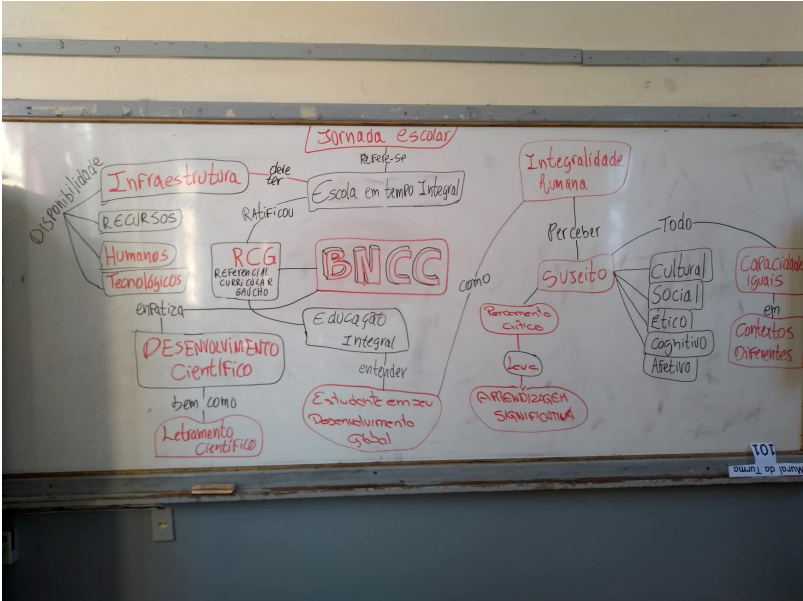 Jornada escolar
Refere-se
Escola em tempo Integral
deve
ter
Infraestrutura
Disponibilidade
RECURSOS
Humanos
Tecnológicos
RATIFICOU
RCG
REFERENCIAL
CURRICULAR
GAÚCHO
BNCC
enfatiza
DESENVOLVIMENTO
Científico
bem como
Letramento
Científico
Educação
Integral
entender
Estudante em seu
Desenvolvimento
Global
como
Integralidade
Humana
Perceber
SUJEITO
Pensamento
Crítico
Leva
APRENDIZAGEM
SIGNIFICATIVA
Todo
Cultural
Social
Ético
Cognitivo
Afetivo
Capacidade
Iguais
em
Contextos
Diferentes
101
Mural da Turma